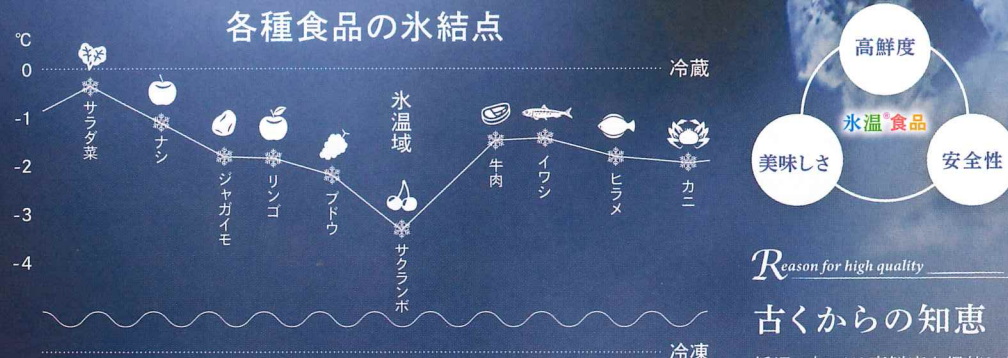 各種食品の氷結点
℃
0
-1
-2
-3
-4
冷蔵
サラダ菜
ナシ
ジャガイモ
リンゴ
ブドウ
氷温域
サクランボ
牛肉
イワシ
ヒラメ
カニ
冷凍
高鮮度
氷温®食品
美味しさ
安全性
Reason for high quality
古くからの知恵